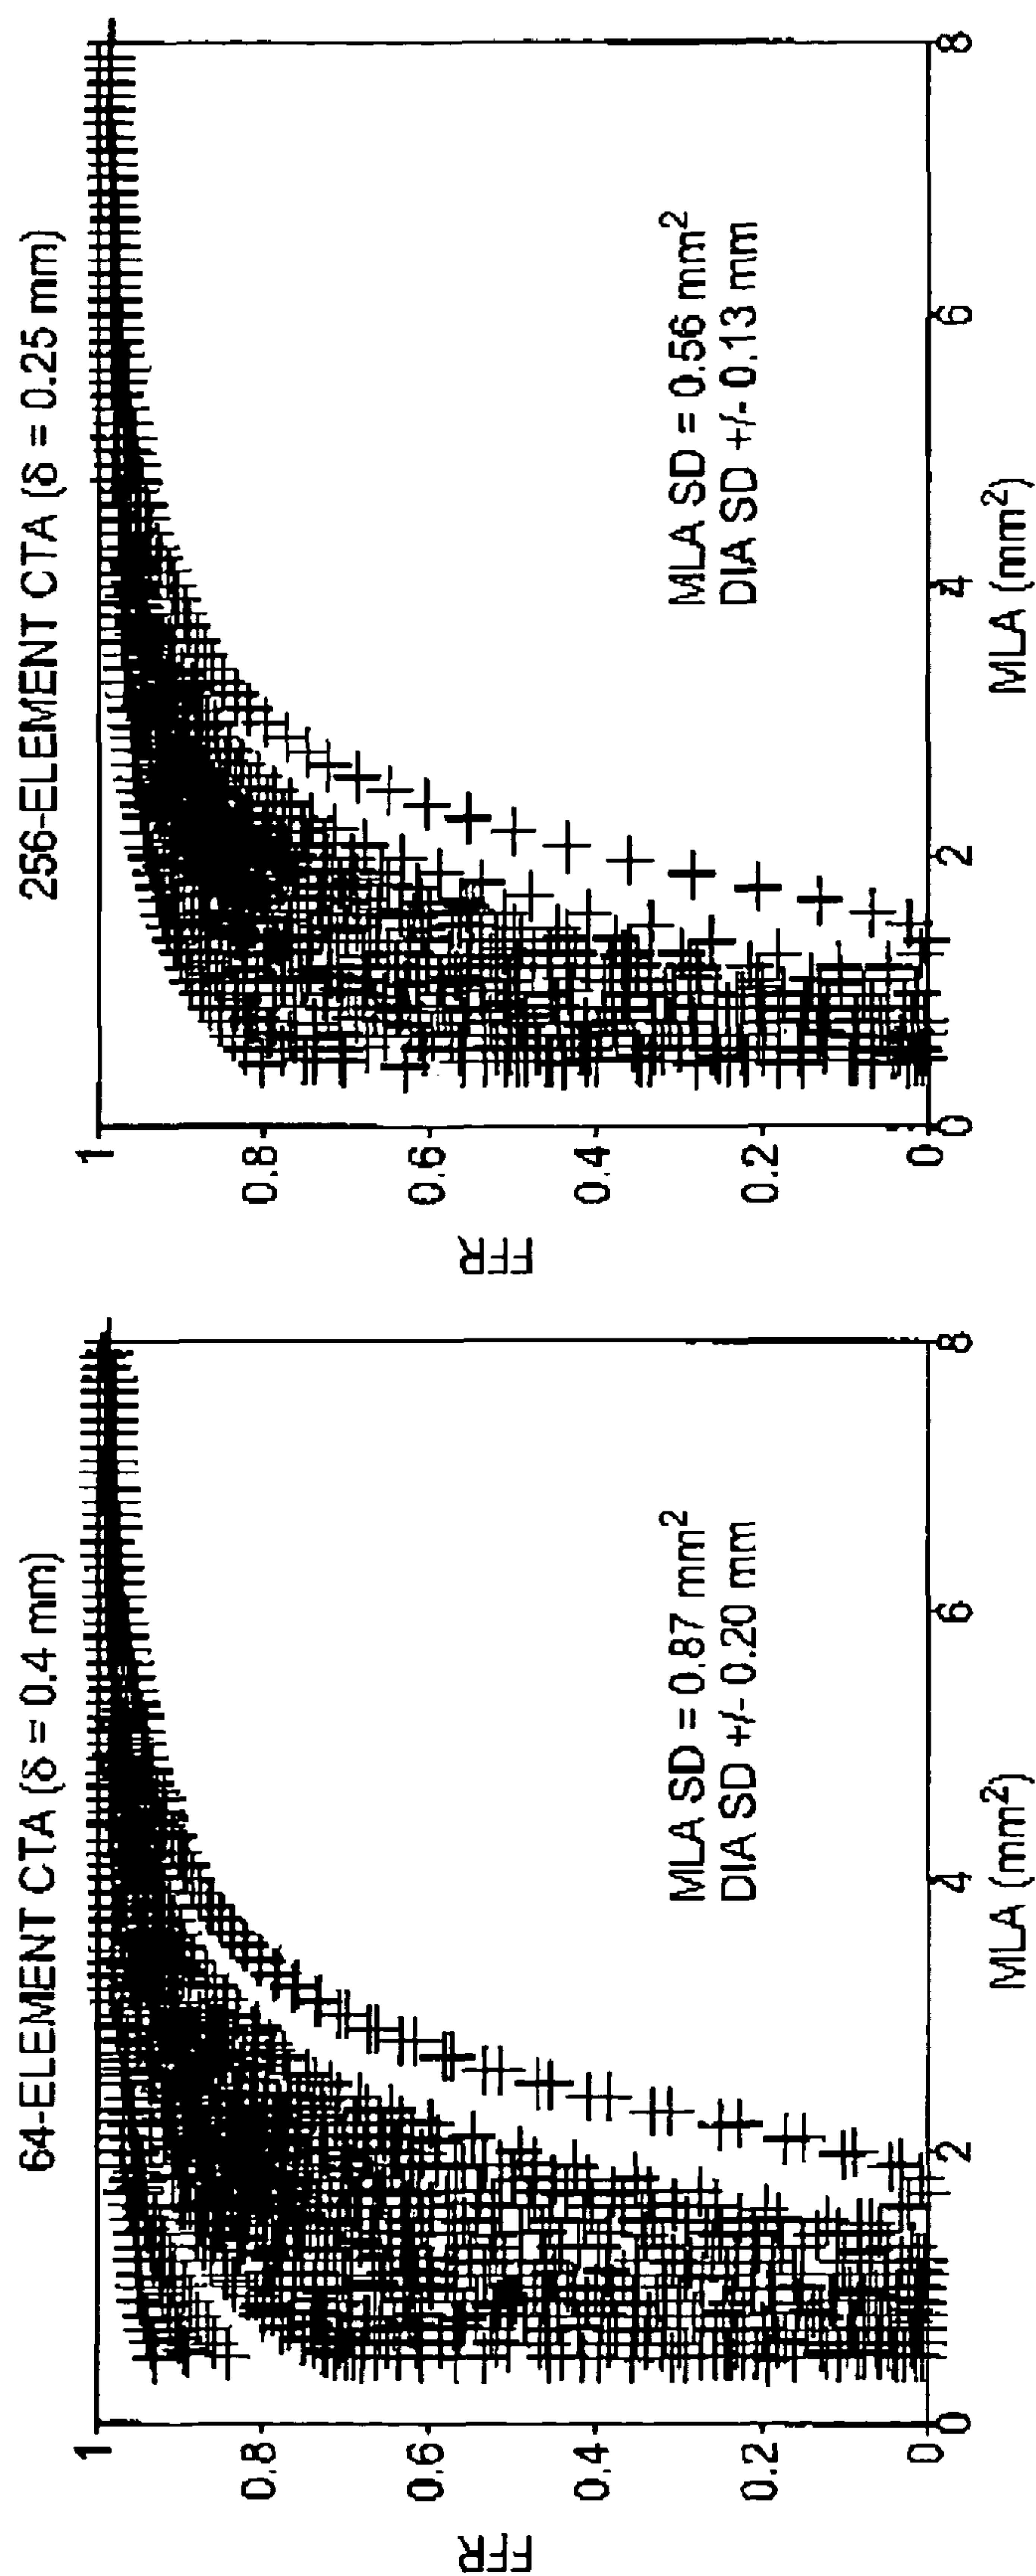 64-ELEMENT CTA (δ = 0.4 mm)
FFR
1
0.8
0.6
0.4
0.2
0
MLA SD = 0.87 mm²
DIA SD +/- 0.20 mm
0
2
4
6
8
MLA (mm²)
256-ELEMENT CTA (δ = 0.25 mm)
FFR
1
0.8
0.6
0.4
0.2
0
MLA SD = 0.56 mm²
DIA SD +/- 0.13 mm
0
2
4
6
8
MLA (mm²)